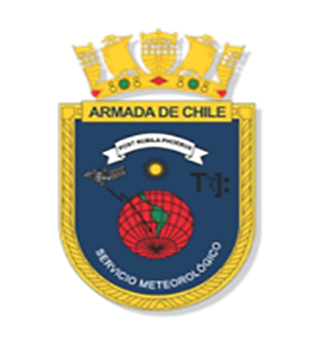 ARMADA DE CHILE
POST NUBILA PHOEBUS
SERVICIO METEOROLÓGICO